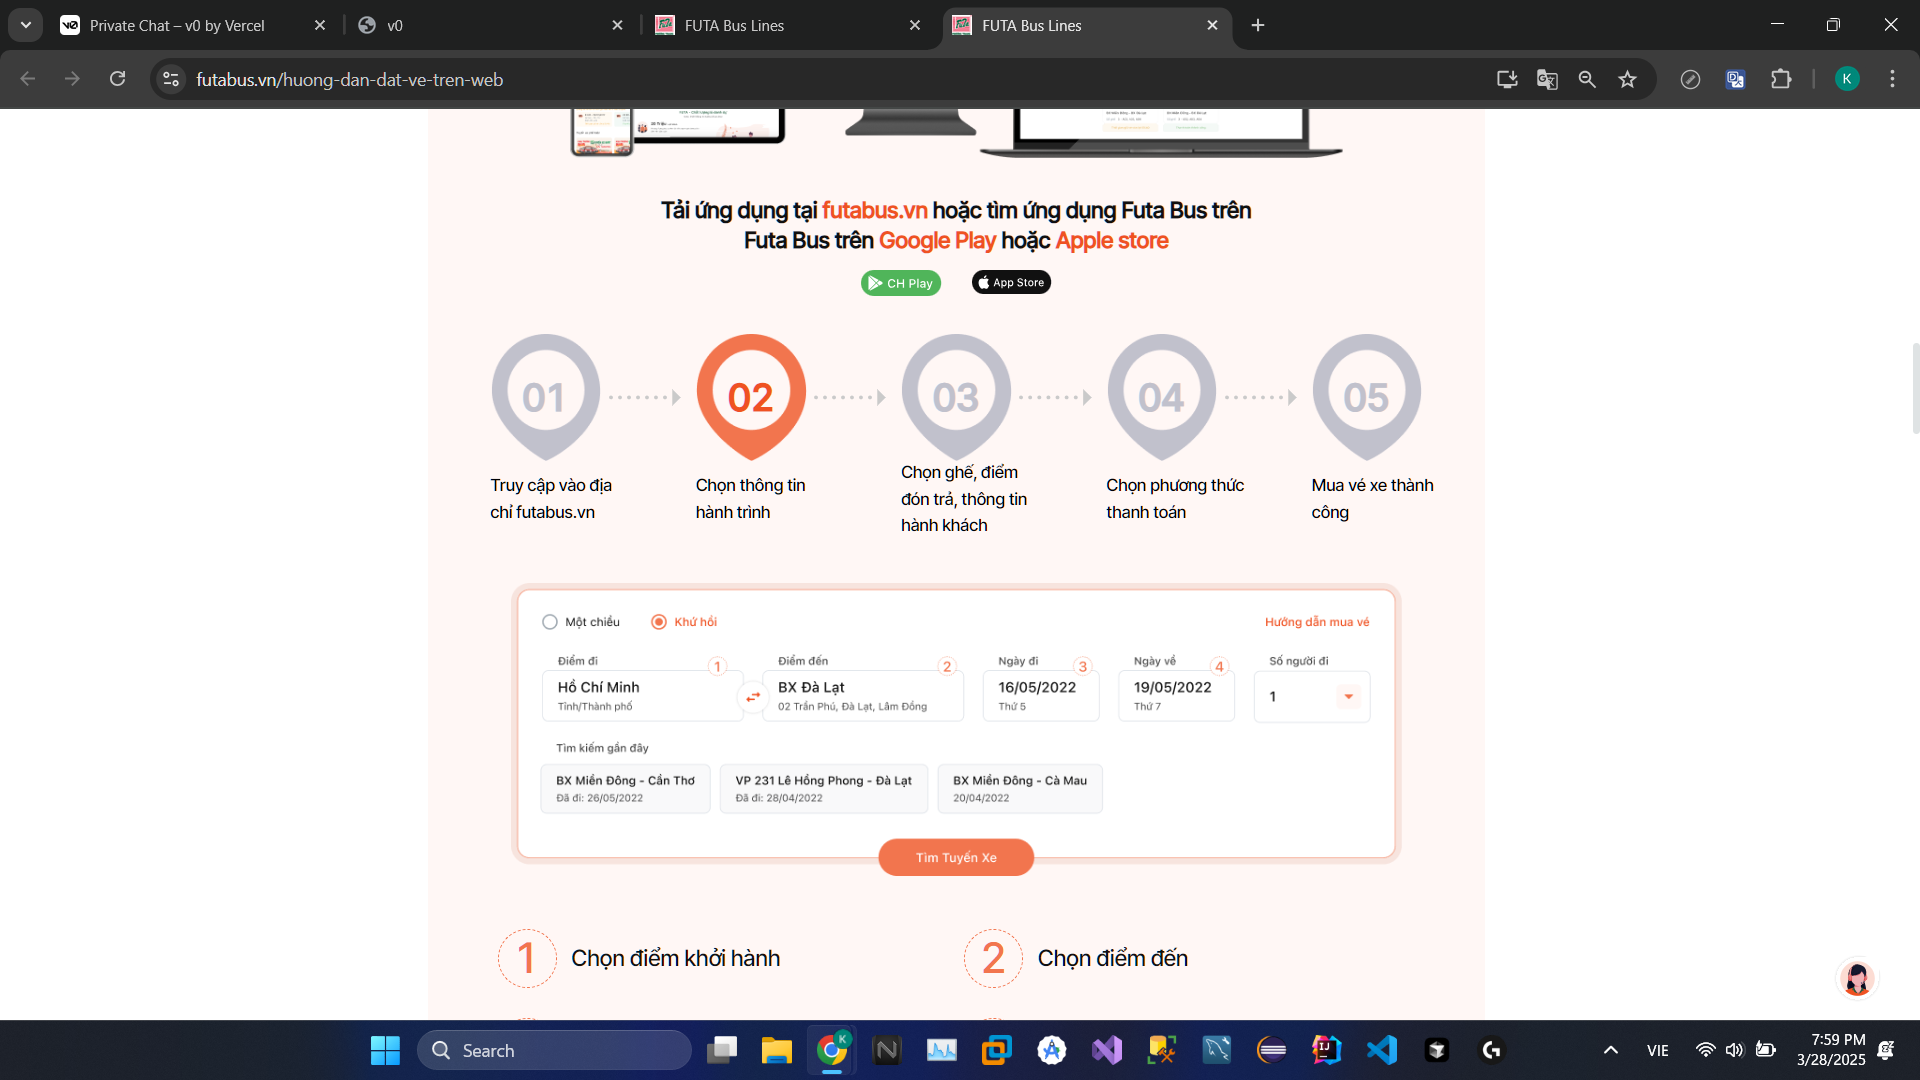 Private Chat – v0 by Vercel
v0
FUTA Bus Lines
FUTA Bus Lines
futabus.vn/huong-dan-dat-ve-tren-web
K
Tải ứng dụng tại futabus.vn hoặc tìm ứng dụng Futa Bus trên
Futa Bus trên Google Play hoặc Apple store
CH Play
App Store
01
02
03
04
05
Truy cập vào địa
chỉ futabus.vn
Chọn thông tin
hành trình
Chọn ghế, điểm
đón trả, thông tin
hành khách
Chọn phương thức
thanh toán
Mua vé xe thành
công
Một chiều
Khứ hồi
Hướng dẫn mua vé
Điểm đi
1
Điểm đến
2
Ngày đi
3
Ngày về
4
Số người đi
Hồ Chí Minh
Tỉnh/Thành phố
BX Đà Lạt
02 Trần Phú, Đà Lạt, Lâm Đồng
16/05/2022
Thứ 5
19/05/2022
Thứ 7
1
Tìm kiếm gần đây
BX Miền Đông - Cần Thơ
Đã đi: 26/05/2022
VP 231 Lê Hồng Phong - Đà Lạt
Đã đi: 28/04/2022
BX Miền Đông - Cà Mau
20/04/2022
Tìm Tuyến Xe
1
Chọn điểm khởi hành
2
Chọn điểm đến
Search
VIE
7:59 PM
3/28/2025